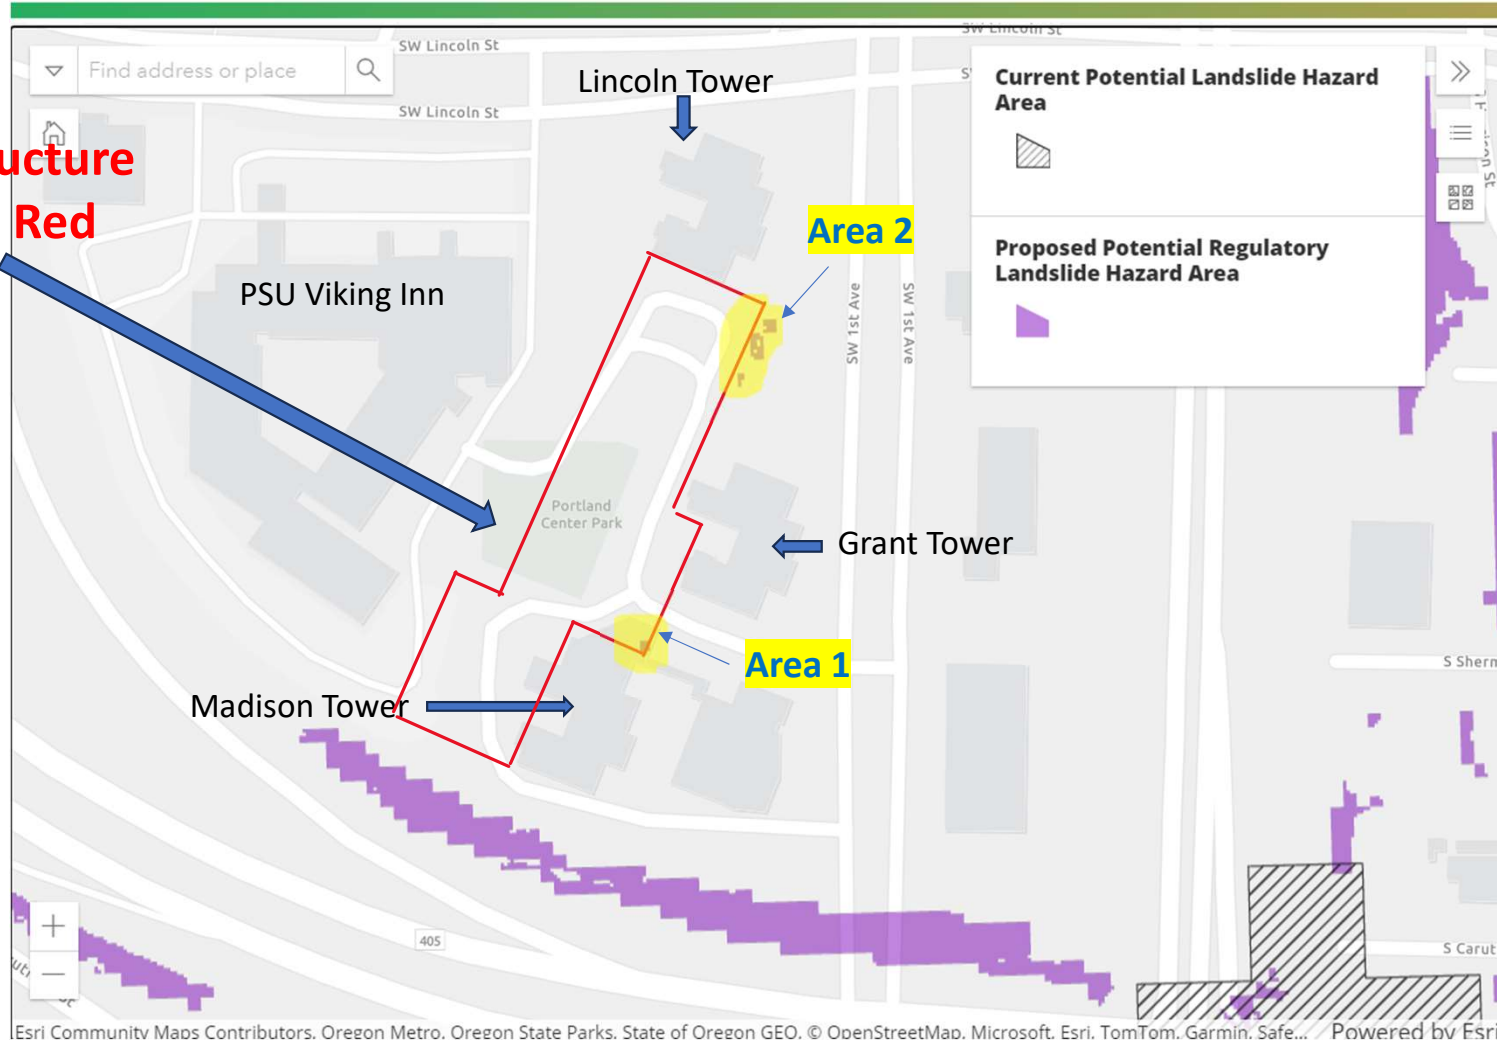 SW Lincoln St
SW Lincoln St
Find address or place
Lincoln Tower
SW Lincoln St
Current Potential Landslide Hazard
Area
ucture
Red
Area 2
Proposed Potential Regulatory
Landslide Hazard Area
PSU Viking Inn
SW 1st Ave
SW 1st Ave
Portland
Center Park
Grant Tower
Area 1
S Sherm
Madison Tower
405
S Carut
Esri Community Maps Contributors, Oregon Metro, Oregon State Parks, State of Oregon GEO, © OpenStreetMap, Microsoft, Esri, TomTom, Garmin, Safe...
Powered by Esri